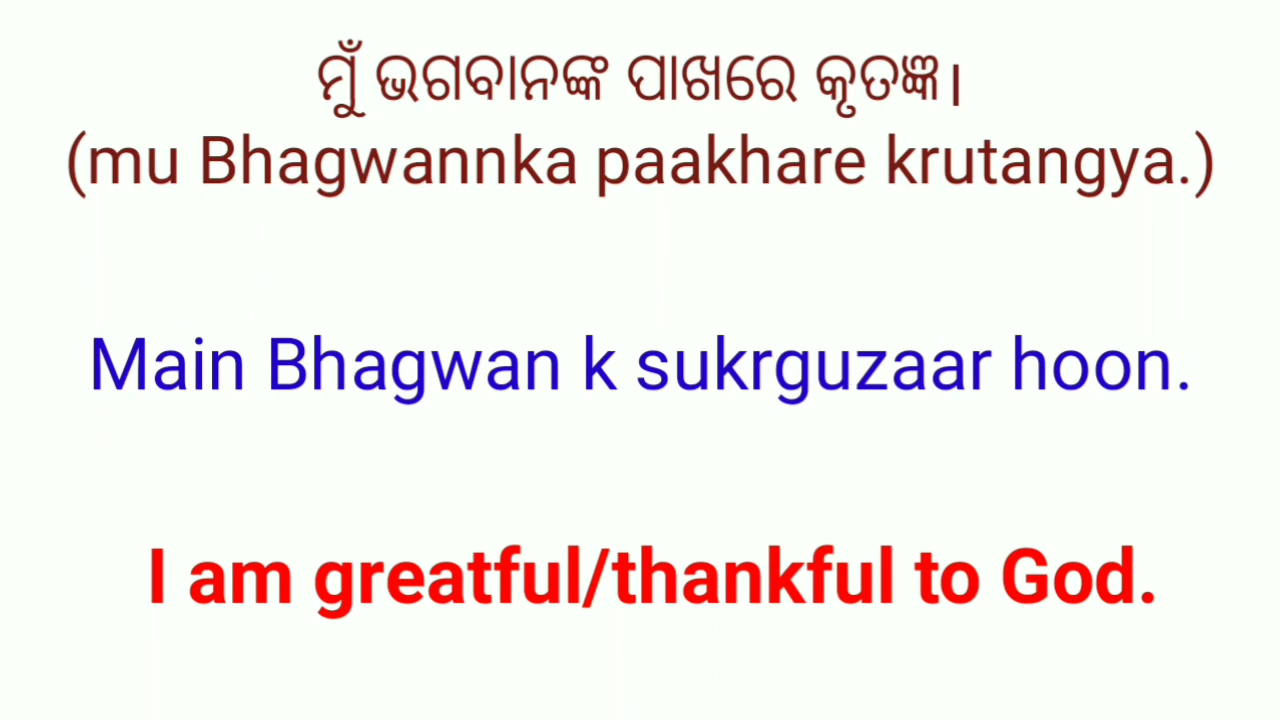 ମୁଁ ଭଗବାନଙ୍କ ପାଖରେ କୃତଜ୍ଞ।
(mu Bhagwannka paakhare krutangya.)
Main Bhagwan k sukrguzaar hoon.
I am greatful/thankful to God.